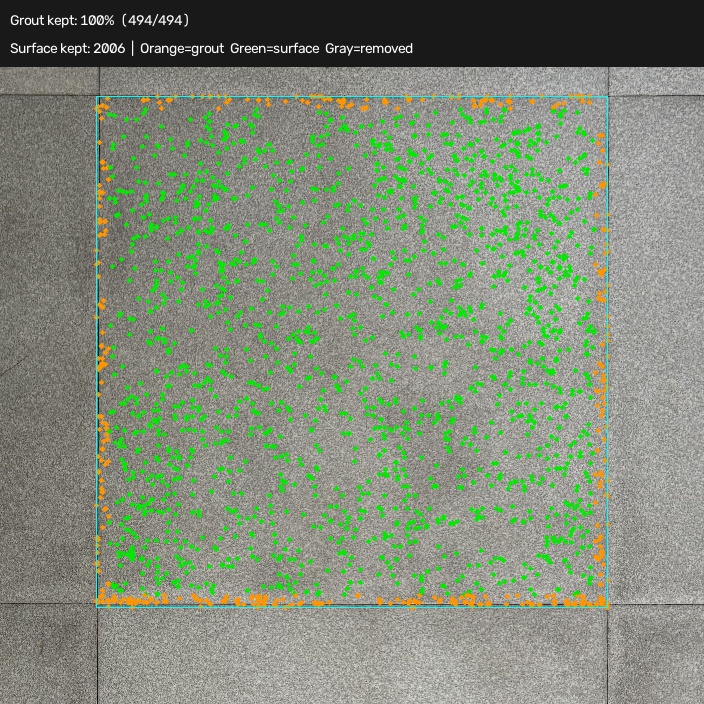 Grout kept: 100%  (494/494)
Surface kept: 2006 | Orange=grout  Green=surface  Gray=removed